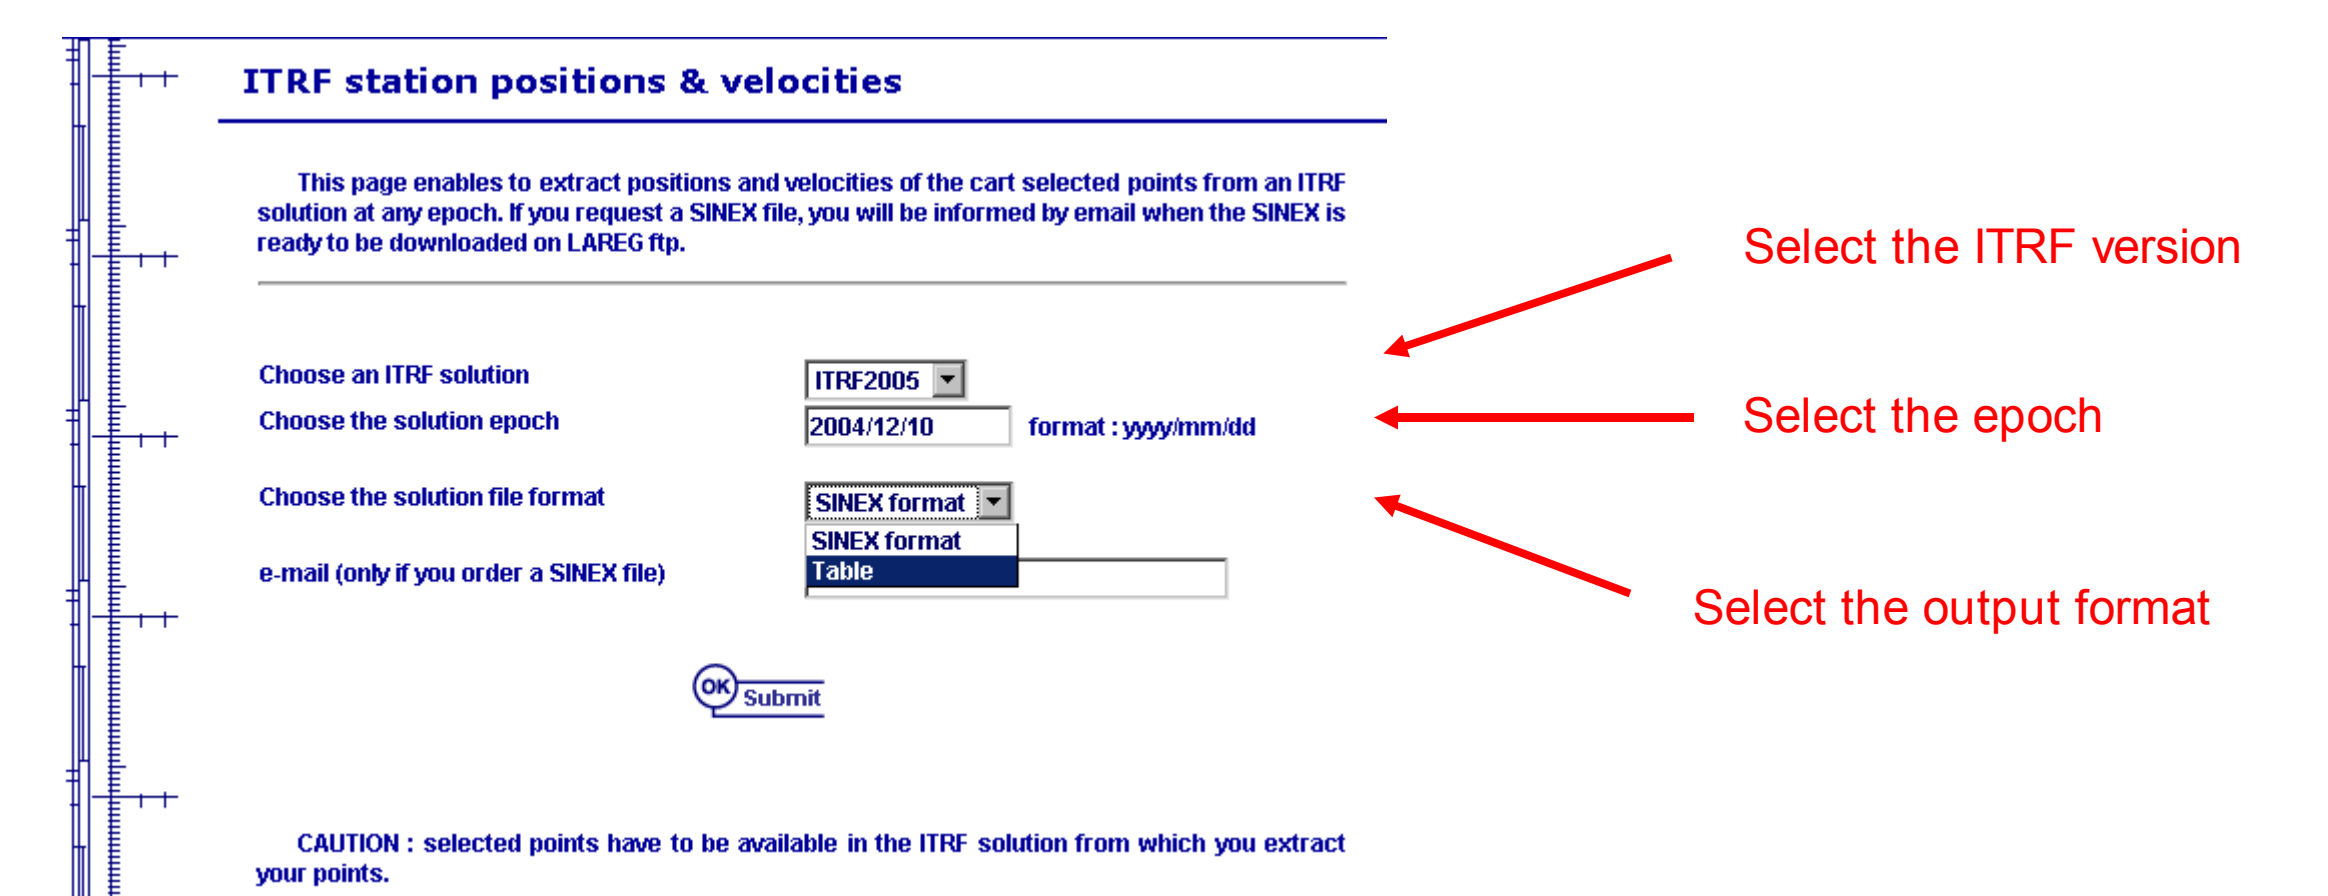 ITRF station positions & velocities
This page enables to extract positions and velocities of the cart selected points from an ITRF
solution at any epoch. If you request a SINEX file, you will be informed by email when the SINEX is
ready to be downloaded on LAREG ftp.
Select the ITRF version
Choose an ITRF solution ITRF2005
Choose the solution epoch 2004/12/10 format : yyyy/mm/dd
Select the epoch
Choose the solution file format SINEX format
SINEX format
Table
e-mail (only if you order a SINEX file)
Select the output format
OK Submit
CAUTION : selected points have to be available in the ITRF solution from which you extract
your points.